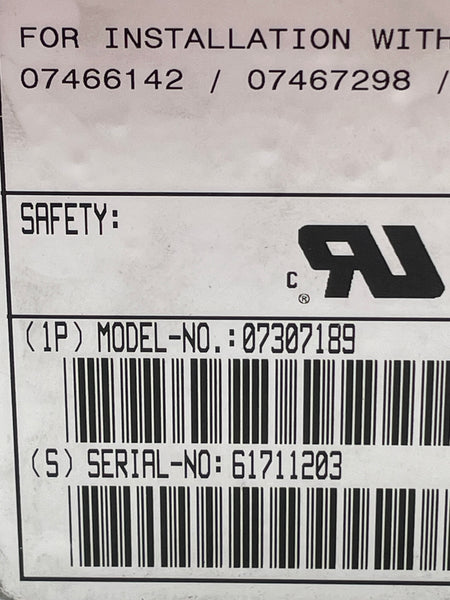 FOR INSTALLATION WITH
07466142 / 07467298 /
SAFETY:
C
®
(1P) MODEL-NO.:07307189
(S) SERIAL-NO: 61711203